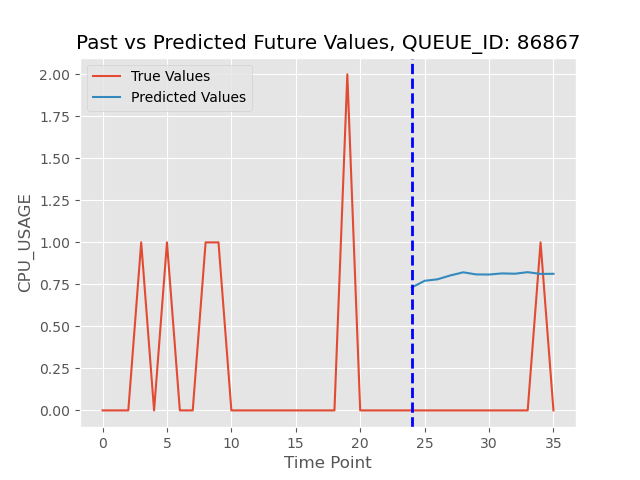 Past vs Predicted Future Values, QUEUE_ID: 86867
True Values
Predicted Values
2.00
1.75
1.50
1.25
1.00
0.75
0.50
0.25
0.00
CPU_USAGE
0 5 10 15 20 25 30 35
Time Point